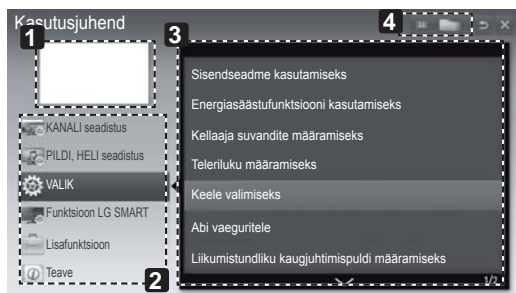 Kasutusjuhend
4
1
3
Sisendseadme kasutamiseks
Energiasäästufunktsiooni kasutamiseks
Kellaaja suvandite määramiseks
Teleriluku määramiseks
Keele valimiseks
Abi vaeguritele
Liikumistundliku kaugjuhtimispuldi määramiseks
1/2
KANALI seadistus
PILDI, HELI seadistus
VALIK
Funktsioon LG SMART
Lisafunktsioon
Teave
2